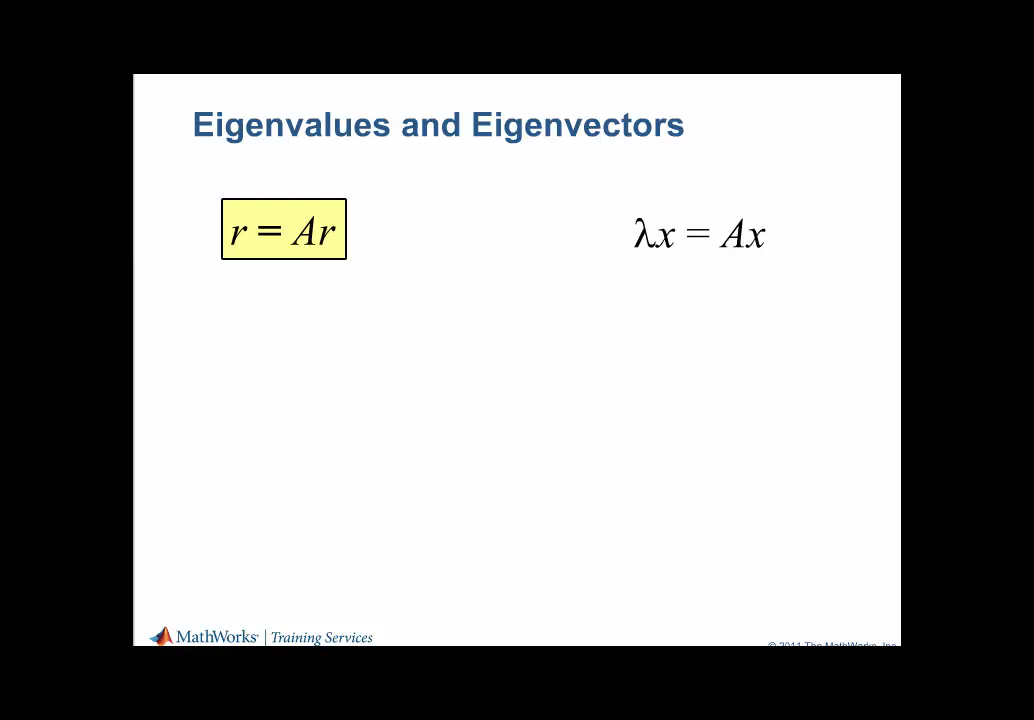 Eigenvalues and Eigenvectors
r = Ar
λx = Ax
MathWorks® | Training Services
© 2011 The MathWorks, Inc